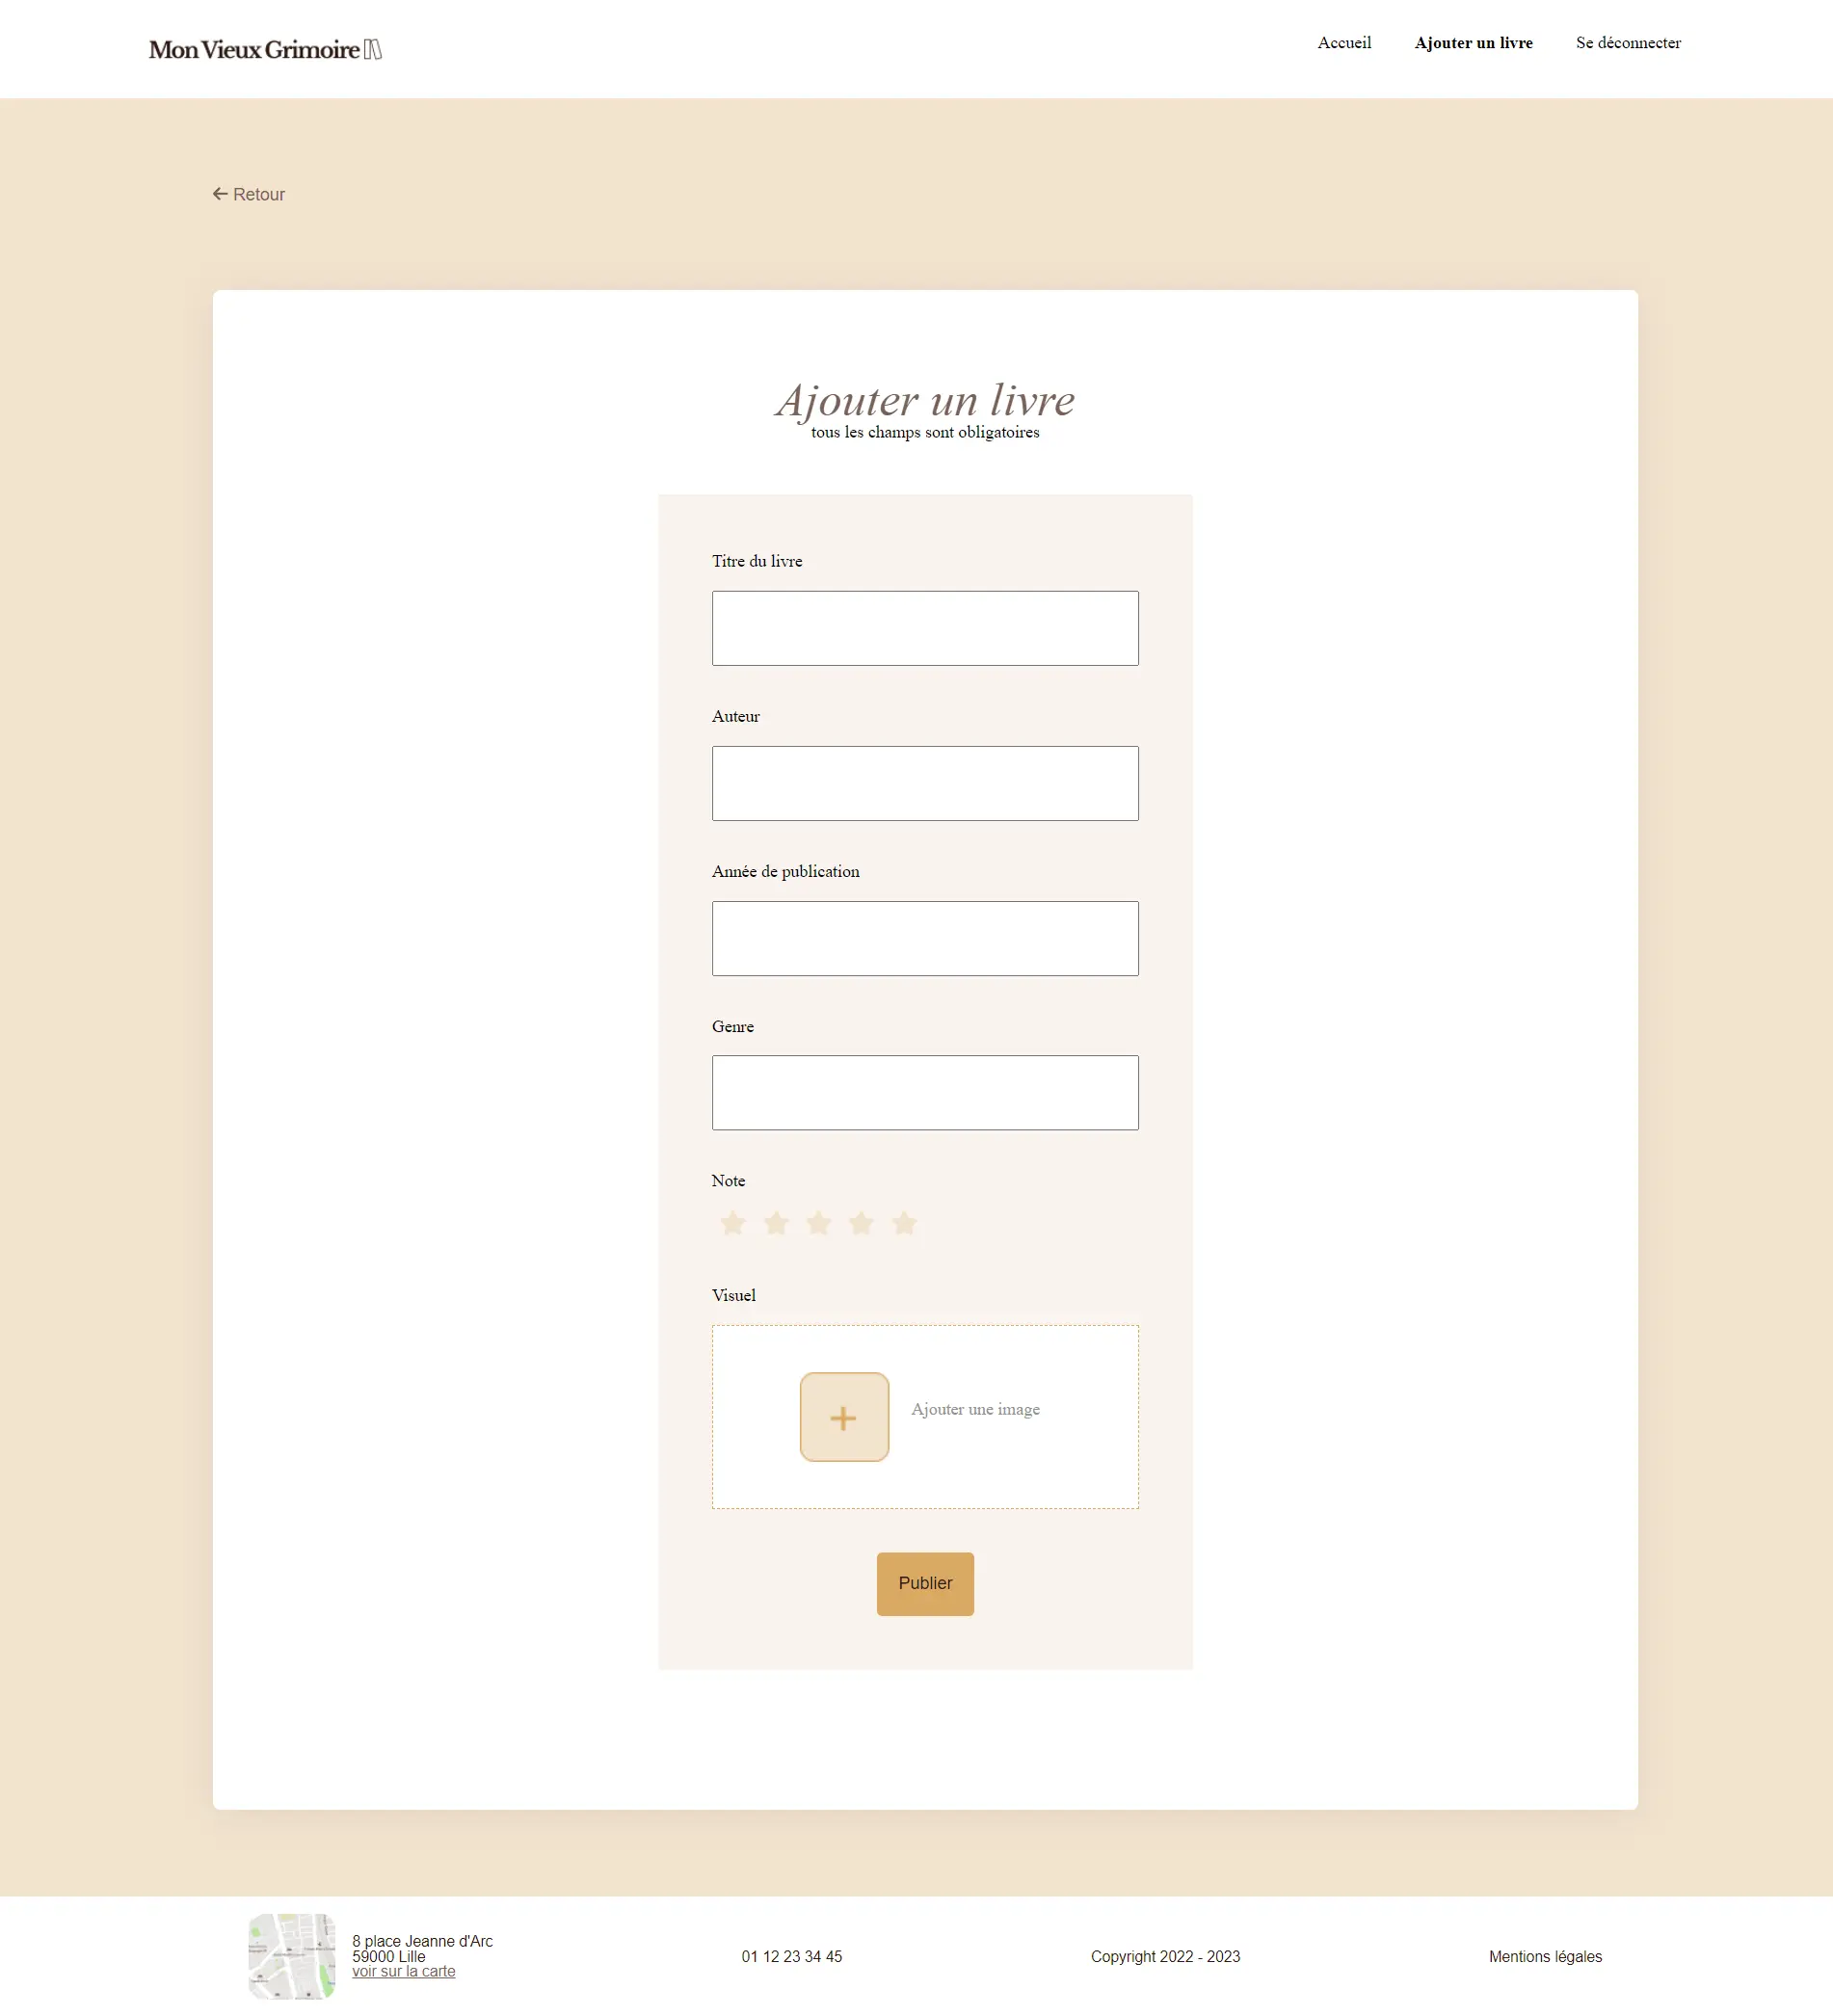 Mon Vieux Grimoire
Accueil
Ajouter un livre
Se déconnecter
Retour
Ajouter un livre
tous les champs sont obligatoires
Titre du livre
Auteur
Année de publication
Genre
Note
Visuel
Ajouter une image
Publier
8 place Jeanne d'Arc
59000 Lille
voir sur la carte
01 12 23 34 45
Copyright 2022 - 2023
Mentions légales